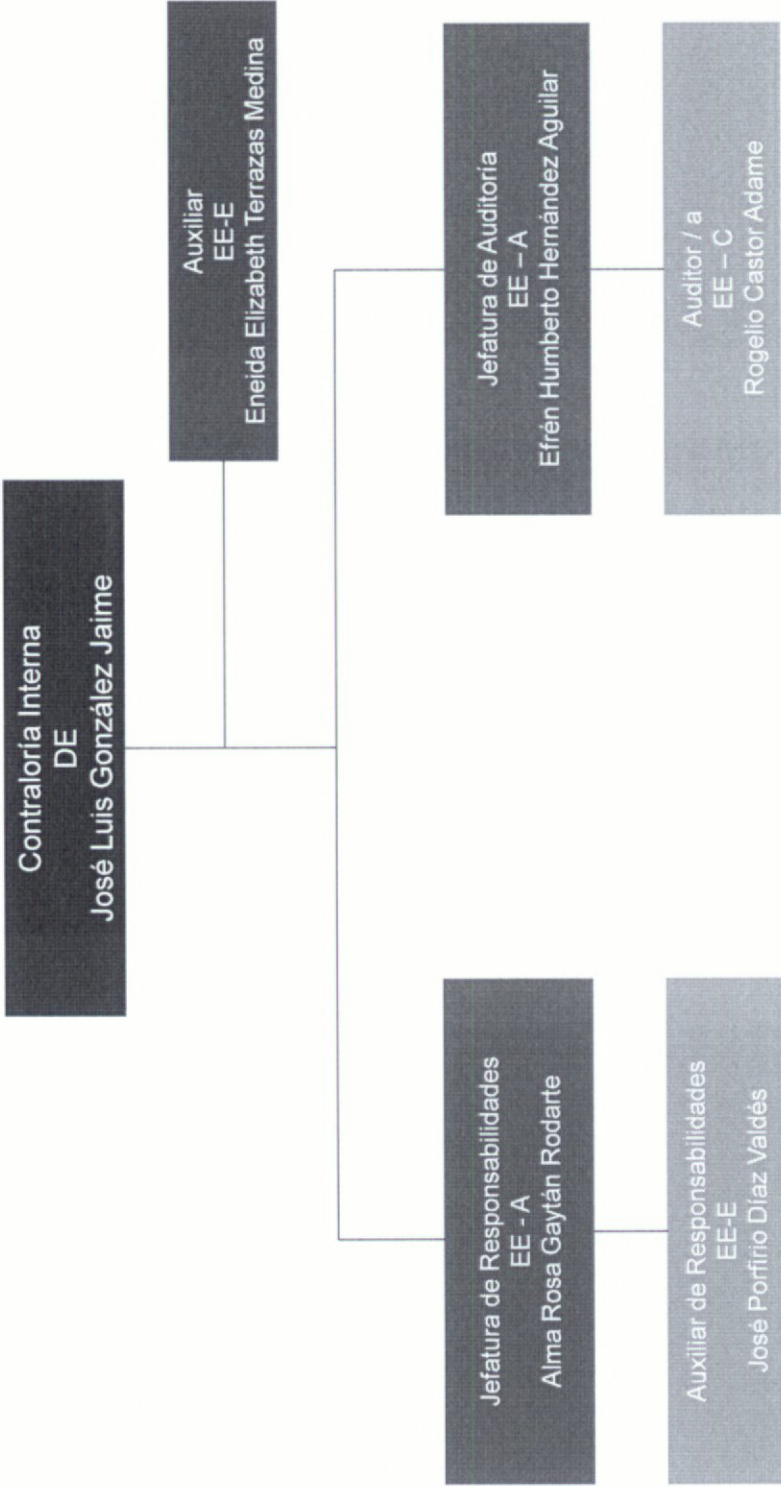 Contraloría Interna
DE
José Luis González Jaime
Auxiliar
EE-E
Eneida Elizabeth Terrazas Medina
Jefatura de Responsabilidades
EE - A
Alma Rosa Gaytán Rodarte
Jefatura de Auditoría
EE – A
Efrén Humberto Hernández Aguilar
Auxiliar de Responsabilidades
EE-E
José Porfirio Díaz Valdés
Auditor / a
EE – C
Rogelio Castor Adame